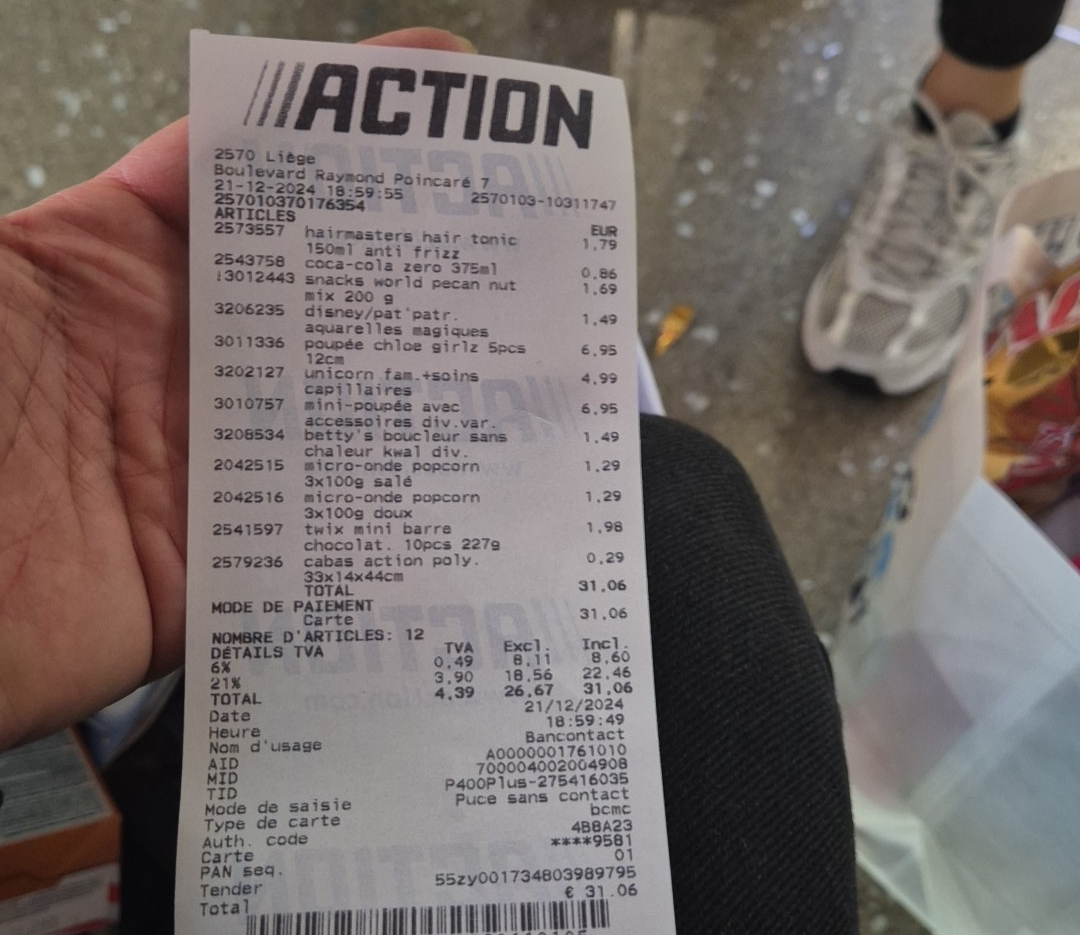 ACTION
2570 Liège
Boulevard Raymond Poincaré 7
21-12-2024 18:59:55 2570103-10311747
257010370176354
ARTICLES EUR
2573557 hairmasters hair tonic 1,79
150ml anti frizz
2543758 coca-cola zero 375ml 0,86
!3012443 snacks world pecan nut 1,69
mix 200 g
3206235 disney/pat'patr. 1,49
aquarelles magiques
3011336 poupée chloe girlz 5pcs 6,95
12cm
3202127 unicorn fam.+soins 4,99
capillaires
3010757 mini-poupée avec 6,95
accessoires div.var.
3208534 betty's boucleur sans 1,49
chaleur kwal div.
2042515 micro-onde popcorn 1,29
3x100g salé
2042516 micro-onde popcorn 1,29
3x100g doux
2541597 twix mini barre 1,98
chocolat. 10pcs 227g
2579236 cabas action poly. 0,29
33x14x44cm
TOTAL 31,06
MODE DE PAIEMENT
Carte 31,06
NOMBRE D'ARTICLES: 12
DÉTAILS TVA TVA Excl. Incl.
6% 0,49 8,11 8,60
21% 3,90 18,56 22,46
TOTAL 4,39 26,67 31,06
Date 21/12/2024
Heure 18:59:49
Nom d'usage Bancontact
AID A0000001761010
MID 700004002004908
TID P400Plus-275416035
Mode de saisie Puce sans contact
Type de carte bcmc
Auth. code 4B8A23
Carte ****9581
PAN seq. 01
Tender 55zy001734803989795
Total € 31.06